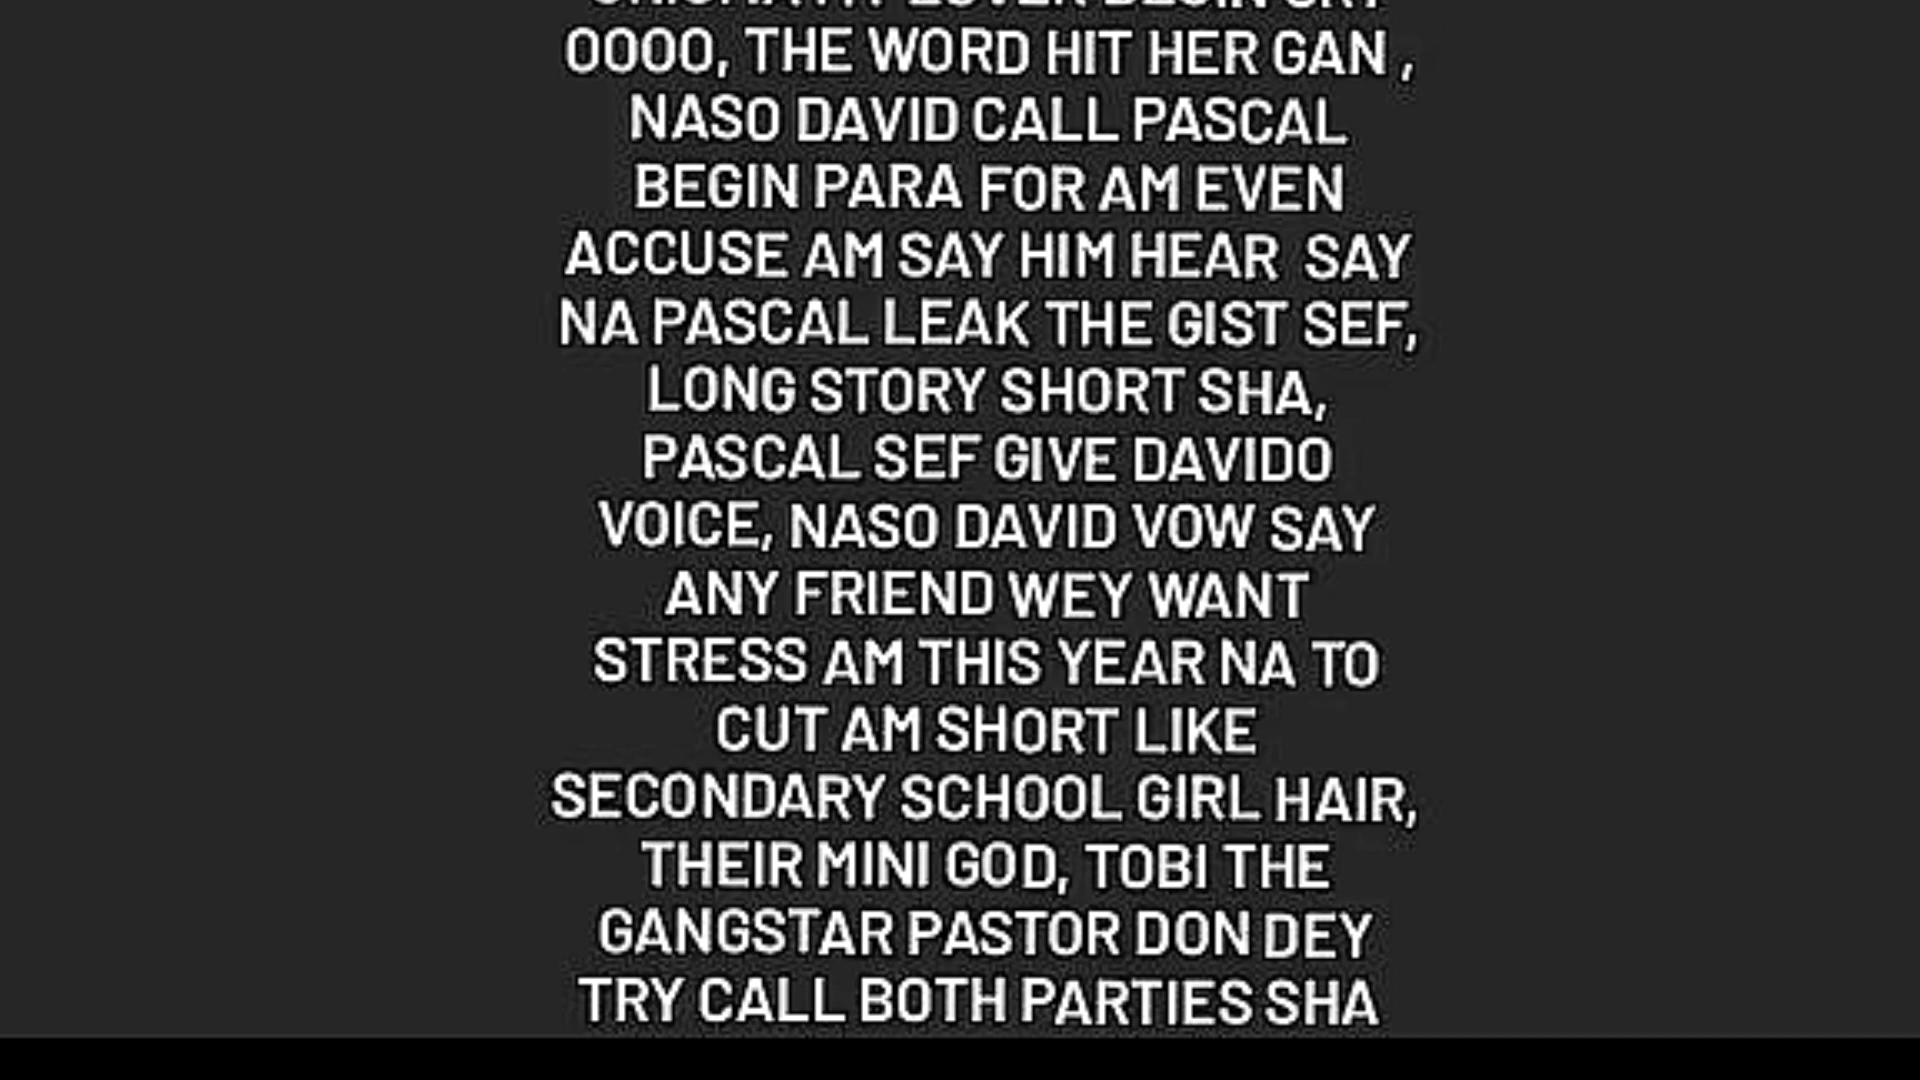 BEGIN CRY
OOOO, THE WORD HIT HER GAN ,
NASO DAVID CALL PASCAL
BEGIN PARA FOR AM EVEN
ACCUSE AM SAY HIM HEAR SAY
NA PASCAL LEAK THE GIST SEF,
LONG STORY SHORT SHA,
PASCAL SEF GIVE DAVIDO
VOICE, NASO DAVID VOW SAY
ANY FRIEND WEY WANT
STRESS AM THIS YEAR NA TO
CUT AM SHORT LIKE
SECONDARY SCHOOL GIRL HAIR,
THEIR MINI GOD, TOBI THE
GANGSTAR PASTOR DON DEY
TRY CALL BOTH PARTIES SHA